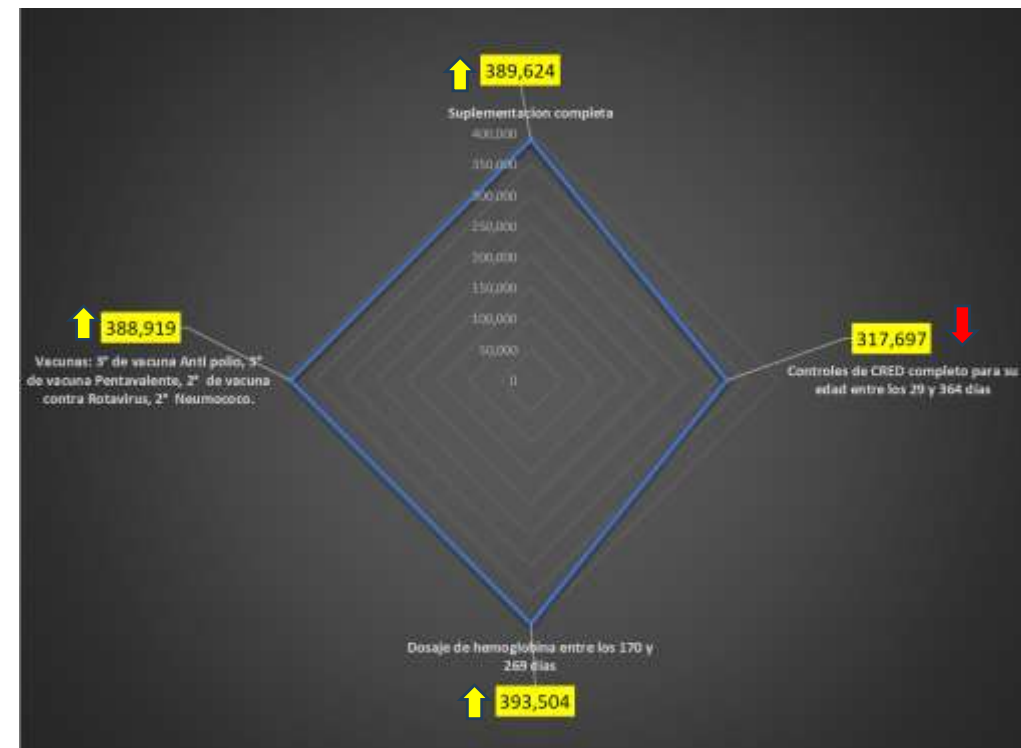 389,624
Suplementacion completa
400,000
350,000
300,000
250,000
200,000
150,000
100,000
50,000
0
388,919
Vacunas: 3° de vacuna Anti polio, 3°
de vacuna Pentavalente, 2° de vacuna
contra Rotavirus, 2° Neumococo.
317,697
Controles de CRED completo para su
edad entre los 29 y 364 días
Dosaje de hemoglobina entre los 170 y
269 días
393,504